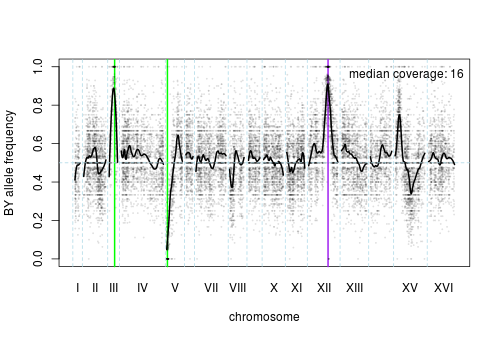 median coverage: 16
BY allele frequency
1.0
0.8
0.6
0.4
0.2
0.0
I II III IV V VII VIII X XI XII XIII XV XVI
chromosome